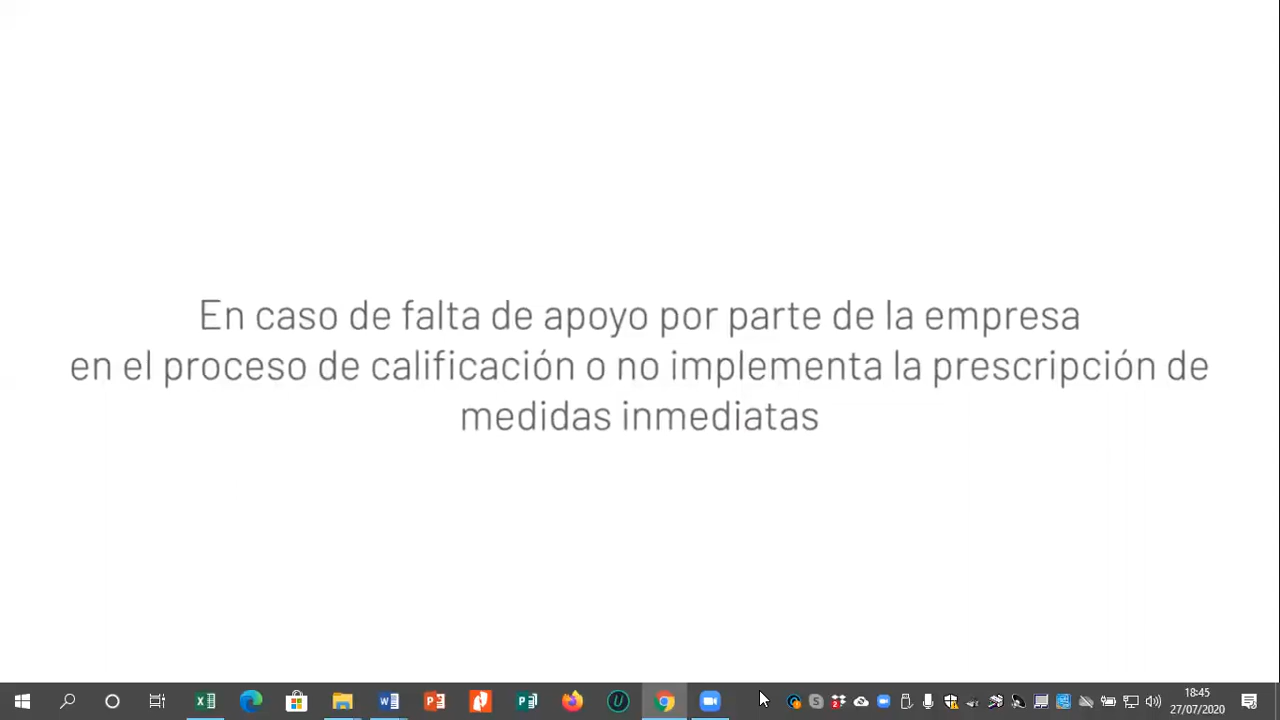 En caso de falta de apoyo por parte de la empresa
en el proceso de calificación o no implementa la prescripción de
medidas inmediatas
18:45
27/07/2020